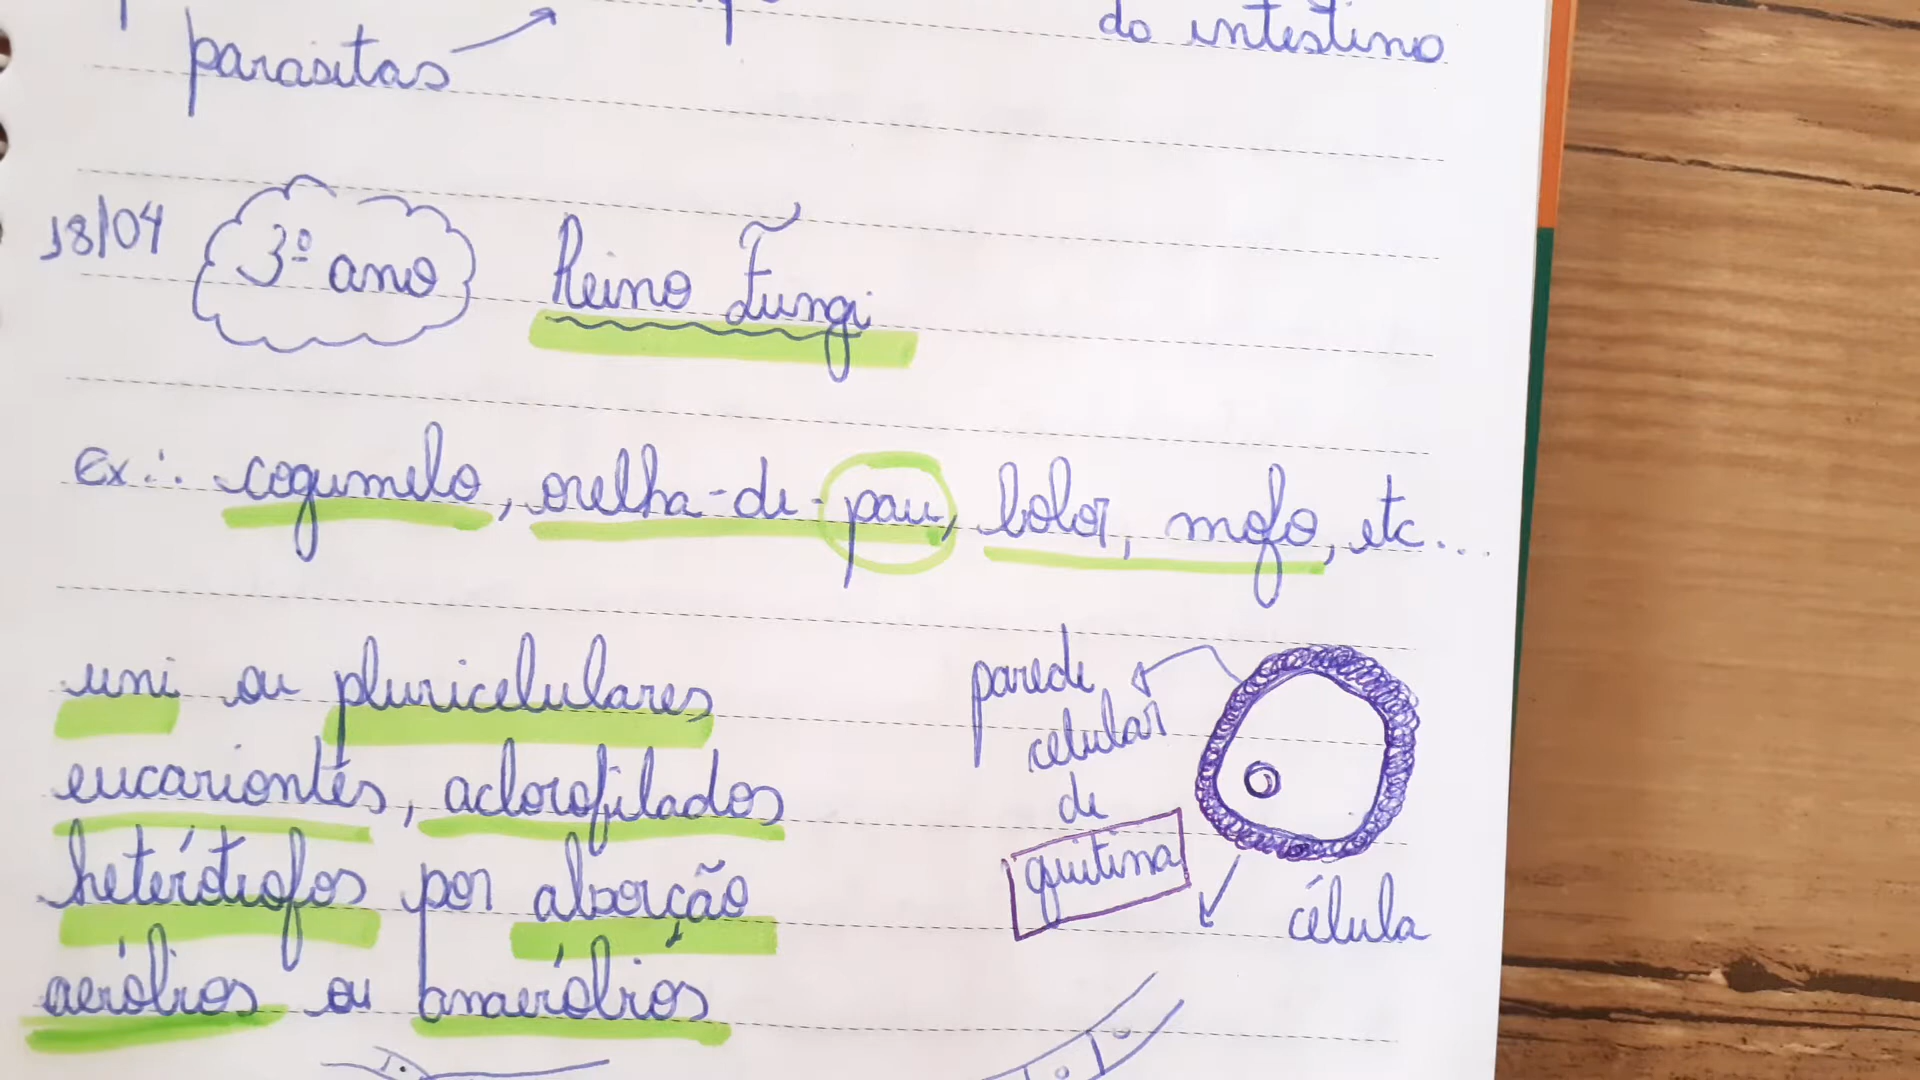 do intestino
parasitas
18/04 3º ano Reino Fungi
Ex.: cogumelo, orelha-de-pau, bolor, mofo, etc...
uni ou pluricelulares
eucariontes, aclorofilados
heterótrofos por absorção
aeróbios ou anaeróbios
parede
celular
de
quitina
célula